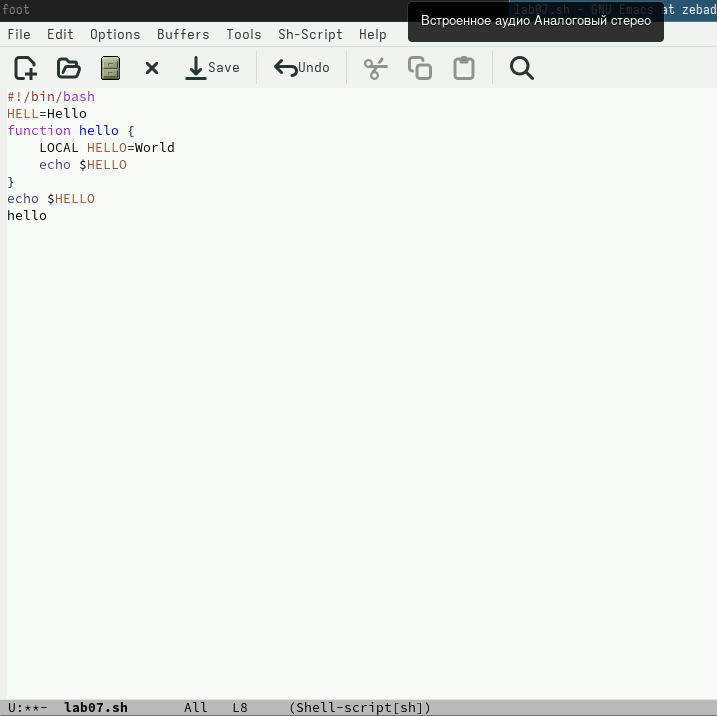 foot
lab07.sh - GNU Emacs at zebad
Встроенное аудио Аналоговый стерео
File Edit Options Buffers Tools Sh-Script Help
Save Undo
#!/bin/bash
HELL=Hello
function hello {
    LOCAL HELLO=World
    echo $HELLO
}
echo $HELLO
hello
U:**- lab07.sh All L8 (Shell-script[sh])